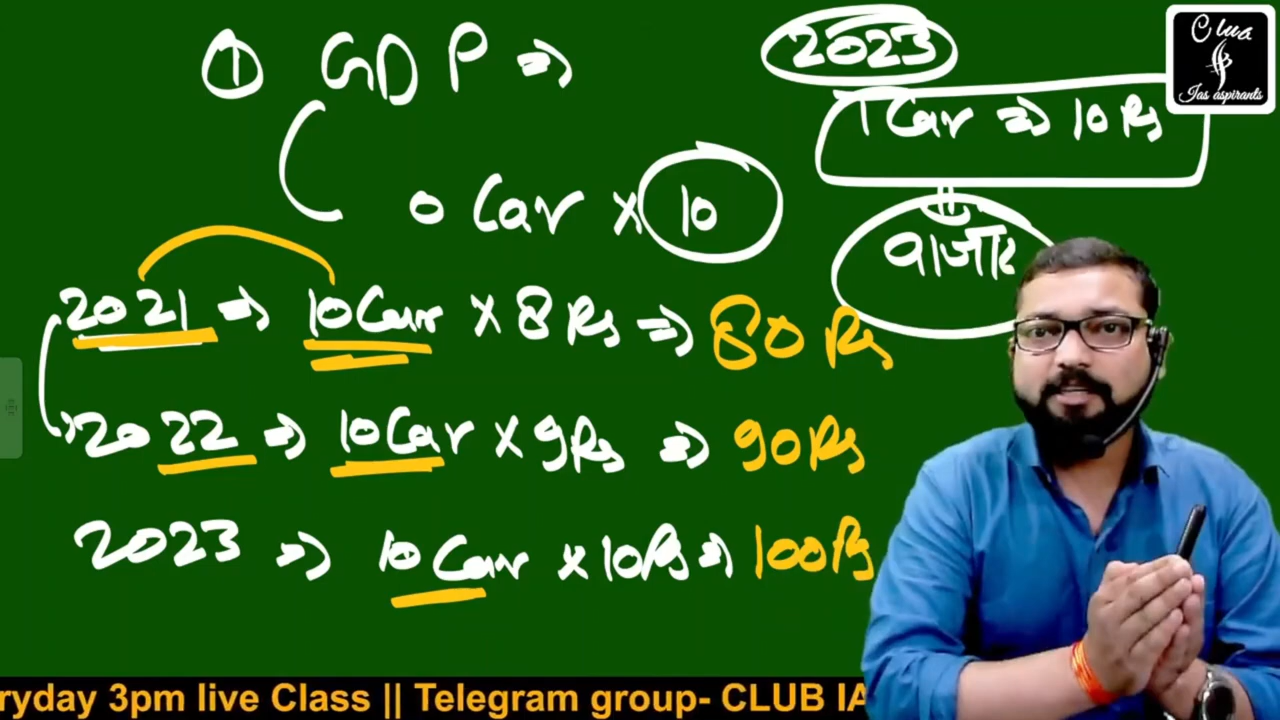 ① GDP ⇒
2023
1 Car ⇒ 10 Rs
0 Car × 10
बाजार
2021 ⇒ 10 Car × 8 Rs ⇒ 80 Rs
2022 ⇒ 10 Car × 9 Rs ⇒ 90 Rs
2023 ⇒ 10 Car × 10 Rs ⇒ 100 Rs
Clua
Ias aspirants
ryday 3pm live Class || Telegram group- CLUB IA